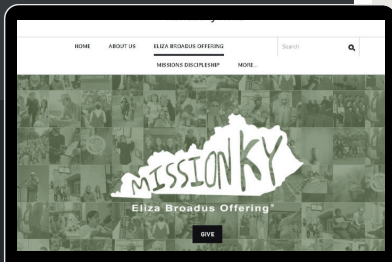 HOME ABOUT US ELIZA BROADUS OFFERING Search
MISSIONS DISCIPLESHIP MORE...
MISSION KY
Eliza Broadus Offering®
GIVE